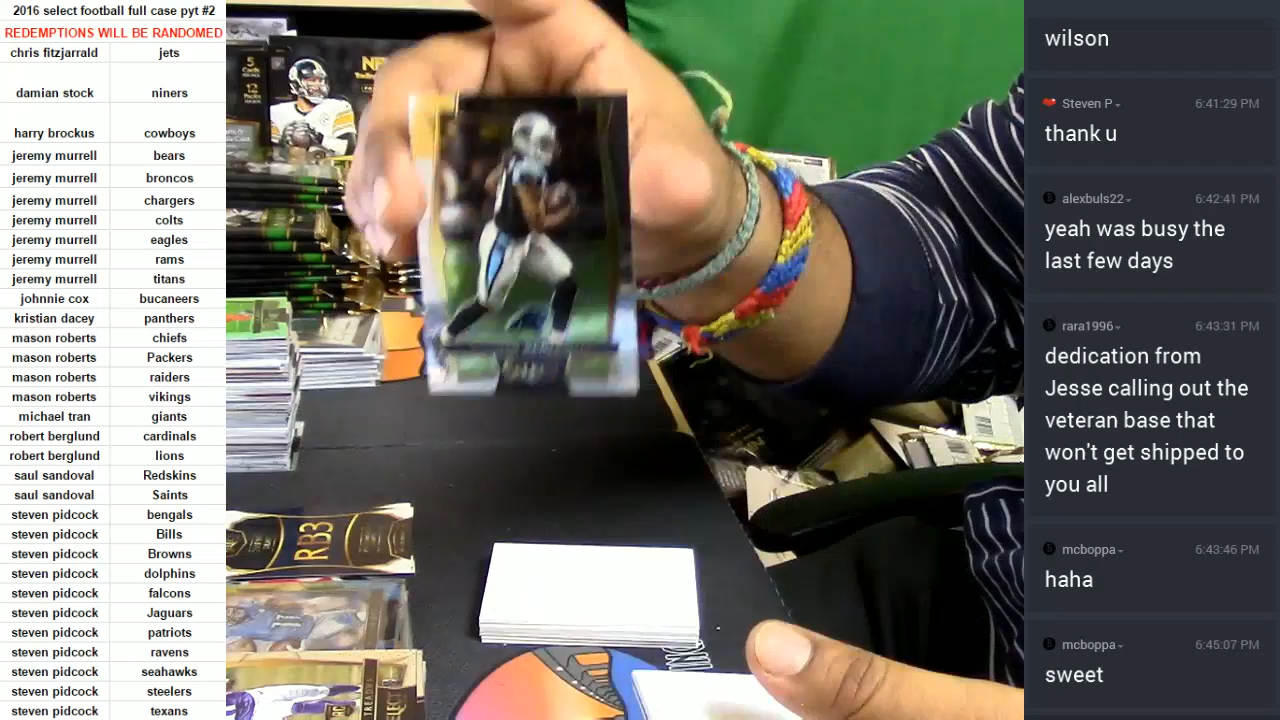 2016 select football full case pyt #2
REDEMPTIONS WILL BE RANDOMED
chris fitzjarrald jets
damian stock niners
harry brockus cowboys
jeremy murrell bears
jeremy murrell broncos
jeremy murrell chargers
jeremy murrell colts
jeremy murrell eagles
jeremy murrell rams
jeremy murrell titans
johnnie cox bucaneers
kristian dacey panthers
mason roberts chiefs
mason roberts Packers
mason roberts raiders
mason roberts vikings
michael tran giants
robert berglund cardinals
robert berglund lions
saul sandoval Redskins
saul sandoval Saints
steven pidcock bengals
steven pidcock Bills
steven pidcock Browns
steven pidcock dolphins
steven pidcock falcons
steven pidcock Jaguars
steven pidcock patriots
steven pidcock ravens
steven pidcock seahawks
steven pidcock steelers
steven pidcock texans
5
Cards
12
NF
RB3
SELECT
wilson
Steven P 6:41:29 PM
thank u
alexbuls22 6:42:41 PM
yeah was busy the
last few days
rara1996 6:43:31 PM
dedication from
Jesse calling out the
veteran base that
won't get shipped to
you all
mcboppa 6:43:46 PM
haha
mcboppa 6:45:07 PM
sweet